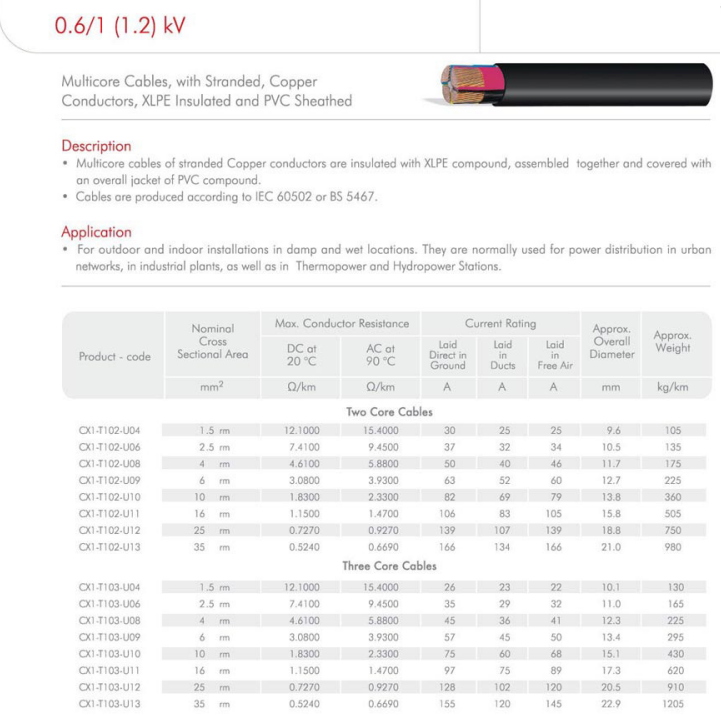 0.6/1 (1.2) kV
Multicore Cables, with Stranded, Copper
Conductors, XLPE Insulated and PVC Sheathed
Description
• Multicore cables of stranded Copper conductors are insulated with XLPE compound, assembled together and covered with
an overall jacket of PVC compound.
• Cables are produced according to IEC 60502 or BS 5467.
Application
• For outdoor and indoor installations in damp and wet locations. They are normally used for power distribution in urban
networks, in industrial plants, as well as in Thermopower and Hydropower Stations.
Product - code Nominal Cross Sectional Area Max. Conductor Resistance Current Rating Approx. Overall Diameter Approx. Weight
DC at 20 °C AC at 90 °C Laid Direct in Ground Laid in Ducts Laid in Free Air
mm² Ω/km Ω/km A A A mm kg/km
Two Core Cables
CX1-T102-U04 1.5 rm 12.1000 15.4000 30 25 25 9.6 105
CX1-T102-U06 2.5 rm 7.4100 9.4500 37 32 34 10.5 135
CX1-T102-U08 4 rm 4.6100 5.8800 50 40 46 11.7 175
CX1-T102-U09 6 rm 3.0800 3.9300 63 52 60 12.7 225
CX1-T102-U10 10 rm 1.8300 2.3300 82 69 79 13.8 360
CX1-T102-U11 16 rm 1.1500 1.4700 106 83 105 15.8 505
CX1-T102-U12 25 rm 0.7270 0.9270 139 107 139 18.8 750
CX1-T102-U13 35 rm 0.5240 0.6690 166 134 166 21.0 980
Three Core Cables
CX1-T103-U04 1.5 rm 12.1000 15.4000 26 23 22 10.1 130
CX1-T103-U06 2.5 rm 7.4100 9.4500 35 29 32 11.0 165
CX1-T103-U08 4 rm 4.6100 5.8800 45 36 41 12.3 225
CX1-T103-U09 6 rm 3.0800 3.9300 57 45 50 13.4 295
CX1-T103-U10 10 rm 1.8300 2.3300 75 60 68 15.1 430
CX1-T103-U11 16 rm 1.1500 1.4700 97 75 89 17.3 620
CX1-T103-U12 25 rm 0.7270 0.9270 128 102 120 20.5 910
CX1-T103-U13 35 rm 0.5240 0.6690 155 120 145 22.9 1205